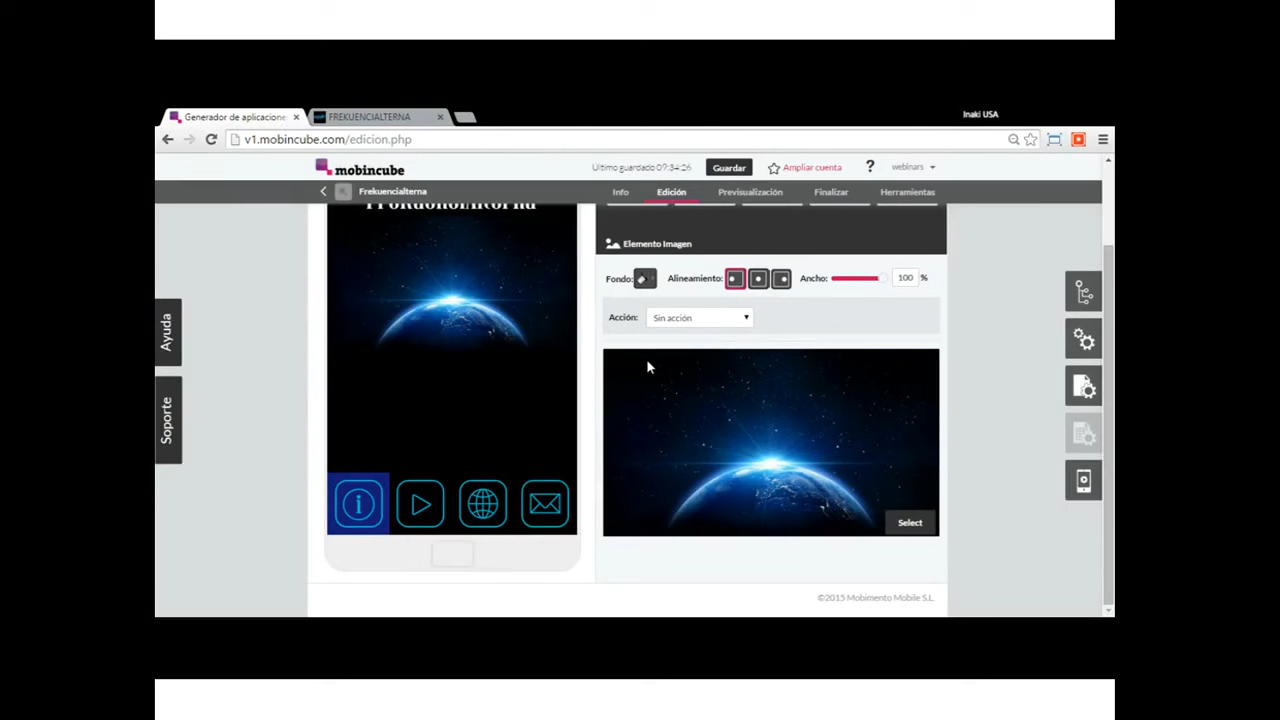 Generador de aplicacione
FREKUENCIALTERNA
Inaki USA
v1.mobincube.com/edicion.php
mobincube
Ultimo guardado 09:34:26
Guardar
Ampliar cuenta
?
webinars
Frekuencialterna
Info
Edición
Previsualización
Finalizar
Herramientas
Elemento Imagen
Fondo:
Alineamiento:
Ancho:
100 %
Acción:
Sin acción
Select
Ayuda
Soporte
©2015 Mobimento Mobile S.L.